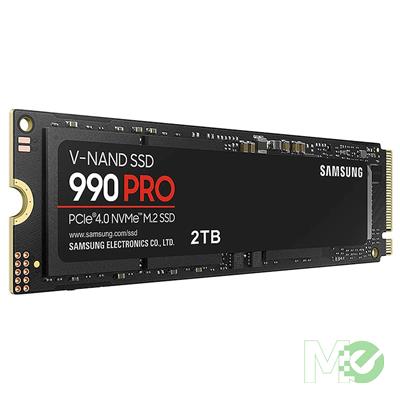 V-NAND SSD
990 PRO
PCIe®4.0 NVMe™ M.2 SSD
www.samsung.com/ssd
SAMSUNG ELECTRONICS CO., LTD.
2TB
SAMSUNG
ME